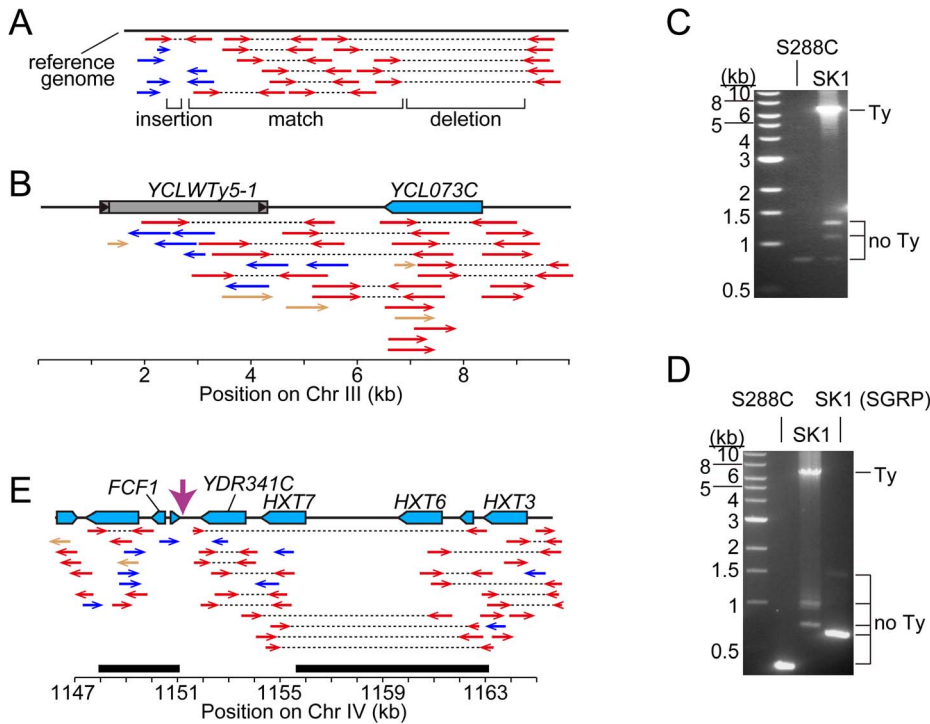 A
reference
genome
insertion
match
deletion
B
YCLWTy5-1
YCL073C
2
4
6
8
Position on Chr III (kb)
E
FCF1
YDR341C
HXT7
HXT6
HXT3
1147
1151
1155
1159
1163
Position on Chr IV (kb)
C
S288C
(kb)
SK1
10
8
6
5
4
3
2
1.5
1
0.5
Ty
no Ty
D
S288C
SK1 (SGRP)
(kb)
SK1
10
8
6
5
4
3
2
1.5
1
0.5
Ty
no Ty